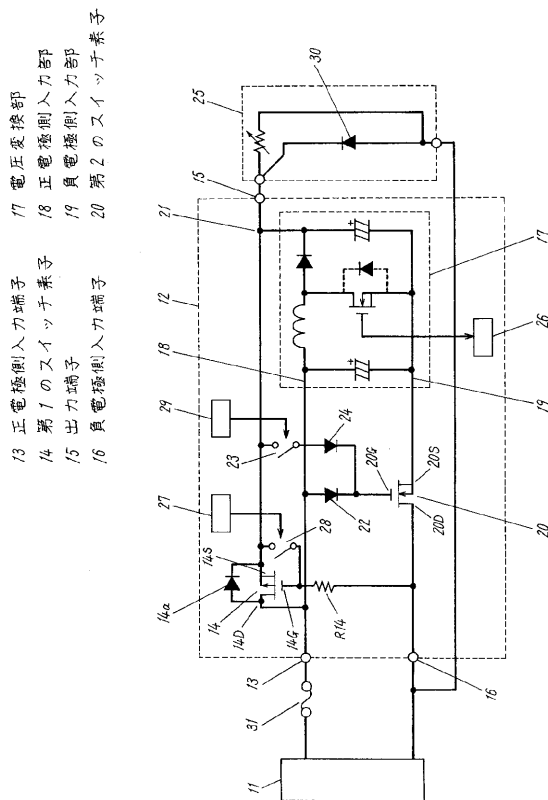 13 正電極側入力端子
14 第1のスイッチ素子
15 出力端子
16 負電極側入力端子
17 電圧変換部
18 正電極側入力部
19 負電極側入力部
20 第2のスイッチ素子
25
30
15
21
12
17
18
29
26
24
23
19
20G
20S
22
27
28
20D
20
14S
14a
14
14D
14G
R14
13
16
31
11
+
+